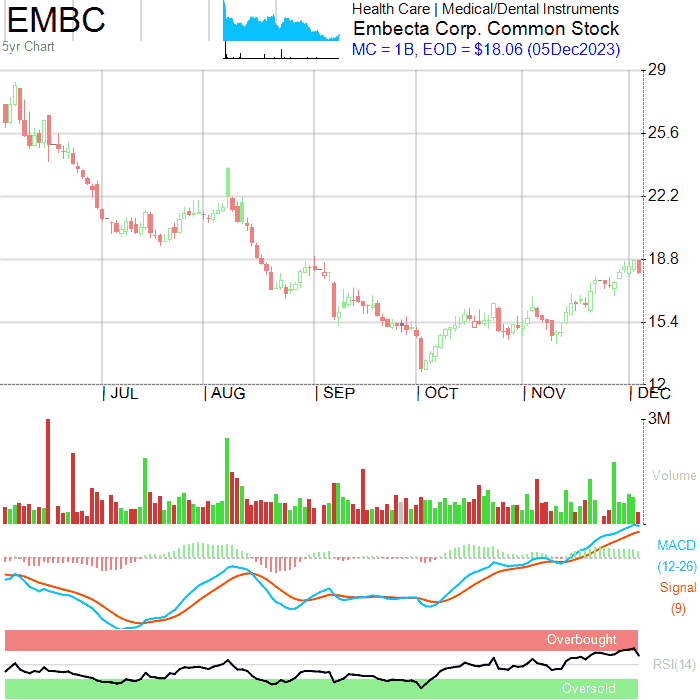 EMBC
5yr Chart
Health Care | Medical/Dental Instruments
Embecta Corp. Common Stock
MC = 1B, EOD = $18.06 (05Dec2023)
29
25.6
22.2
18.8
15.4
12
| JUL | AUG | SEP | OCT | NOV | DEC
3M
Volume
MACD
(12-26)
Signal
(9)
Overbought
RSI(14)
Oversold